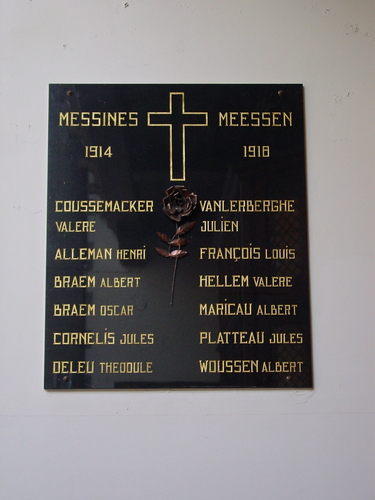 MESSINES MEESSEN
1914 1918
COUSSEMACKER VANLERBERGHE
VALERE JULIEN
ALLEMAN HENRI FRANÇOIS LOUIS
BRAEM ALBERT HELLEM VALERE
BRAEM OSCAR MARICAU ALBERT
CORNELIS JULES PLATTEAU JULES
DELEU THEODULE WOUSSEN ALBERT